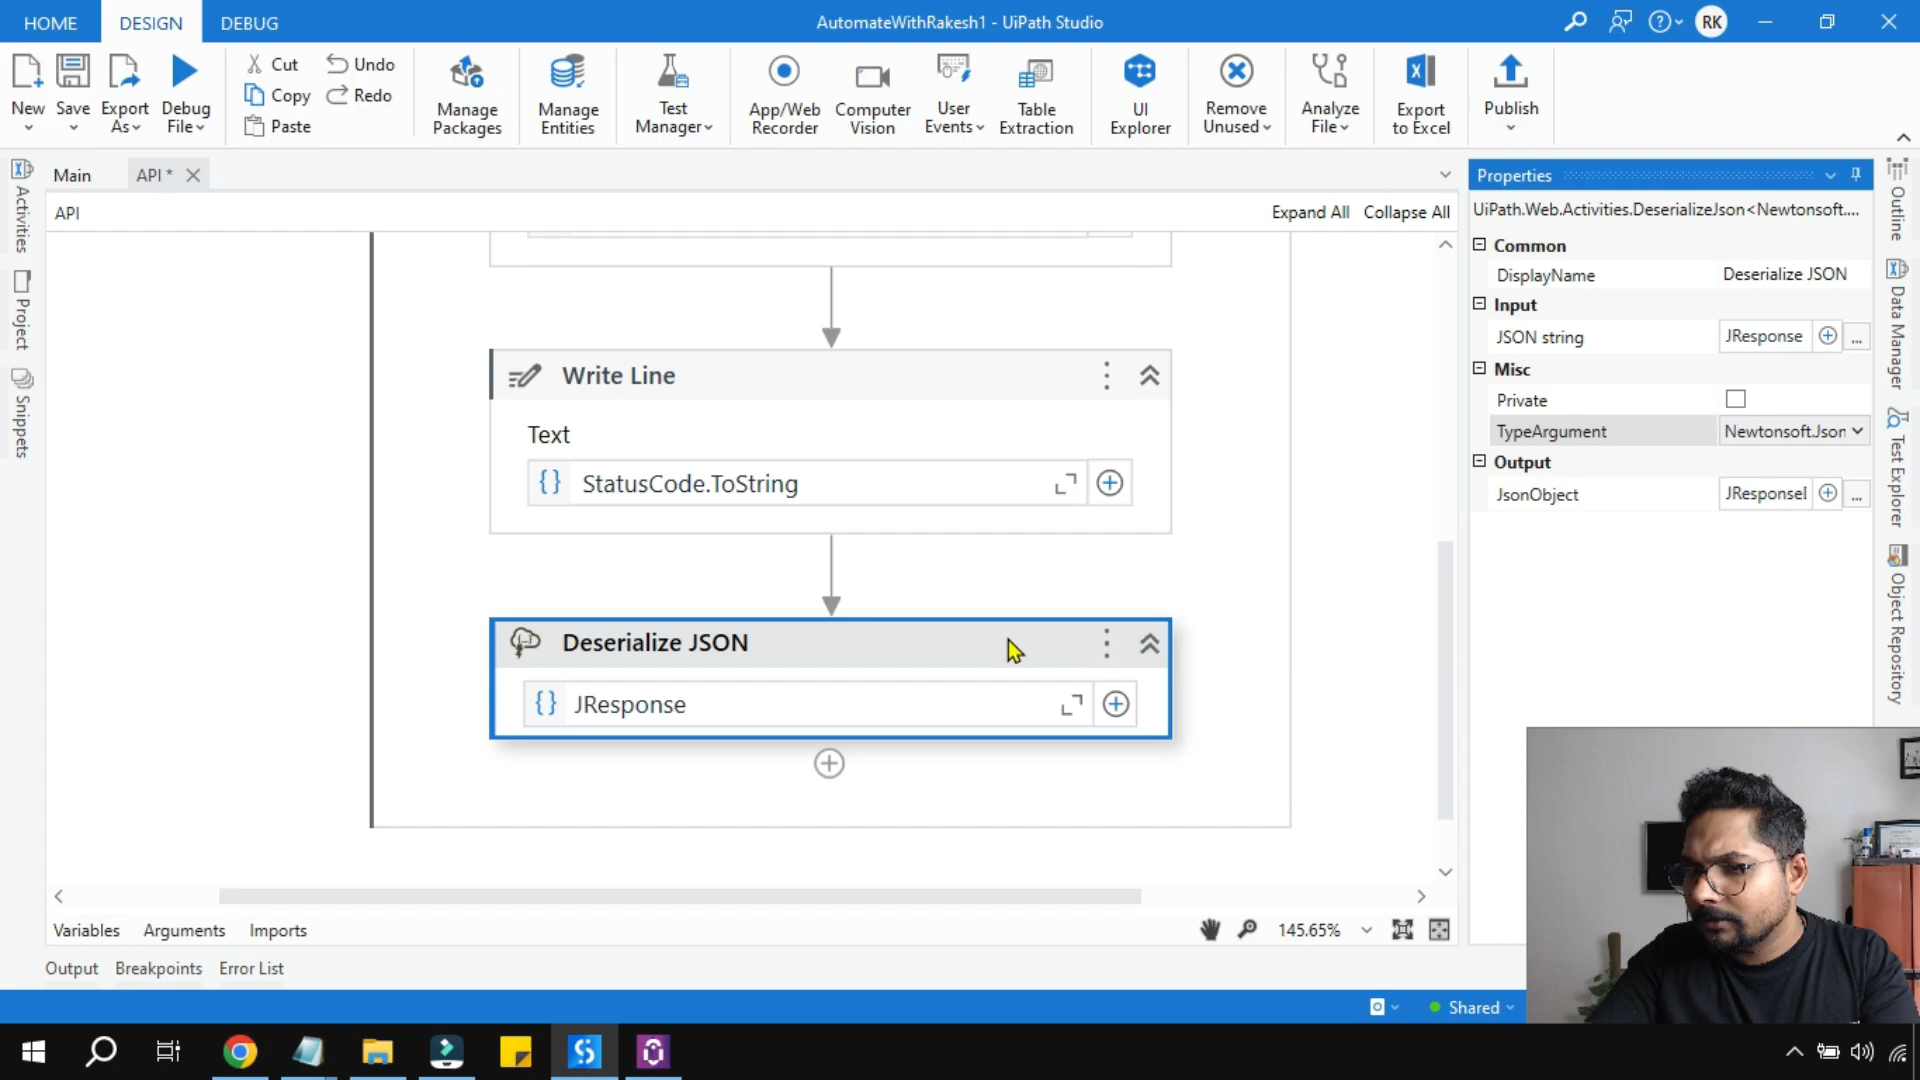 HOME DESIGN DEBUG AutomateWithRakesh1 - UiPath Studio RK
New Save Export As Debug File Cut Copy Paste Undo Redo Manage Packages Manage Entities Test Manager App/Web Recorder Computer Vision User Events Table Extraction UI Explorer Remove Unused Analyze File Export to Excel Publish
Main API *
API Expand All Collapse All
Activities
Project
Snippets
Write Line
Text
StatusCode.ToString
Deserialize JSON
JResponse
Properties
UiPath.Web.Activities.DeserializeJson<Newtonsoft....
Common
DisplayName Deserialize JSON
Input
JSON string JResponse ...
Misc
Private
TypeArgument Newtonsoft.Json
Output
JsonObject JResponse ...
Outline
Data Manager
Test Explorer
Object Repository
Variables Arguments Imports 145.65%
Output Breakpoints Error List
Shared